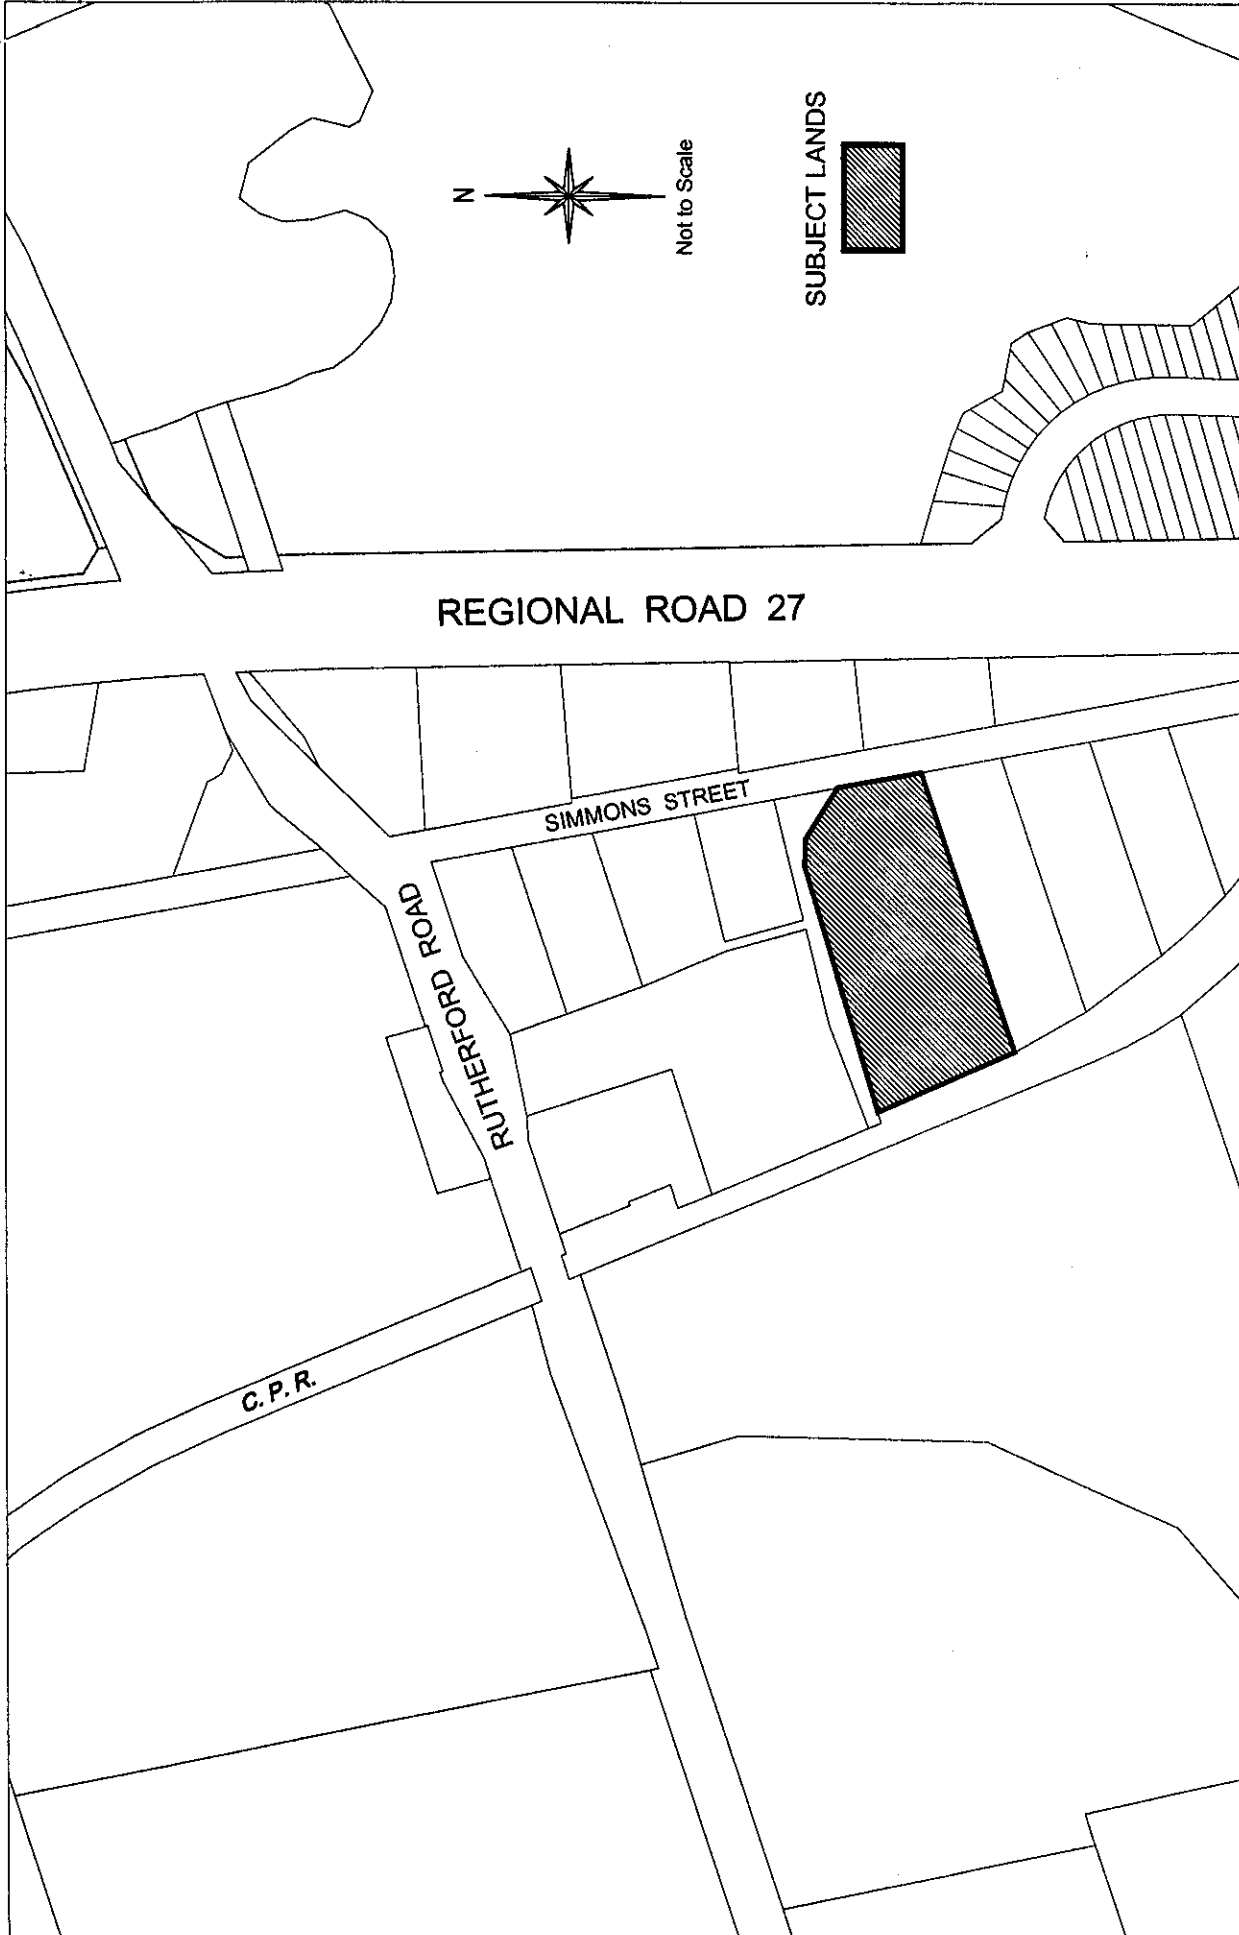 N
Not to Scale
SUBJECT LANDS
REGIONAL ROAD 27
SIMMONS STREET
RUTHERFORD ROAD
C.P.R.